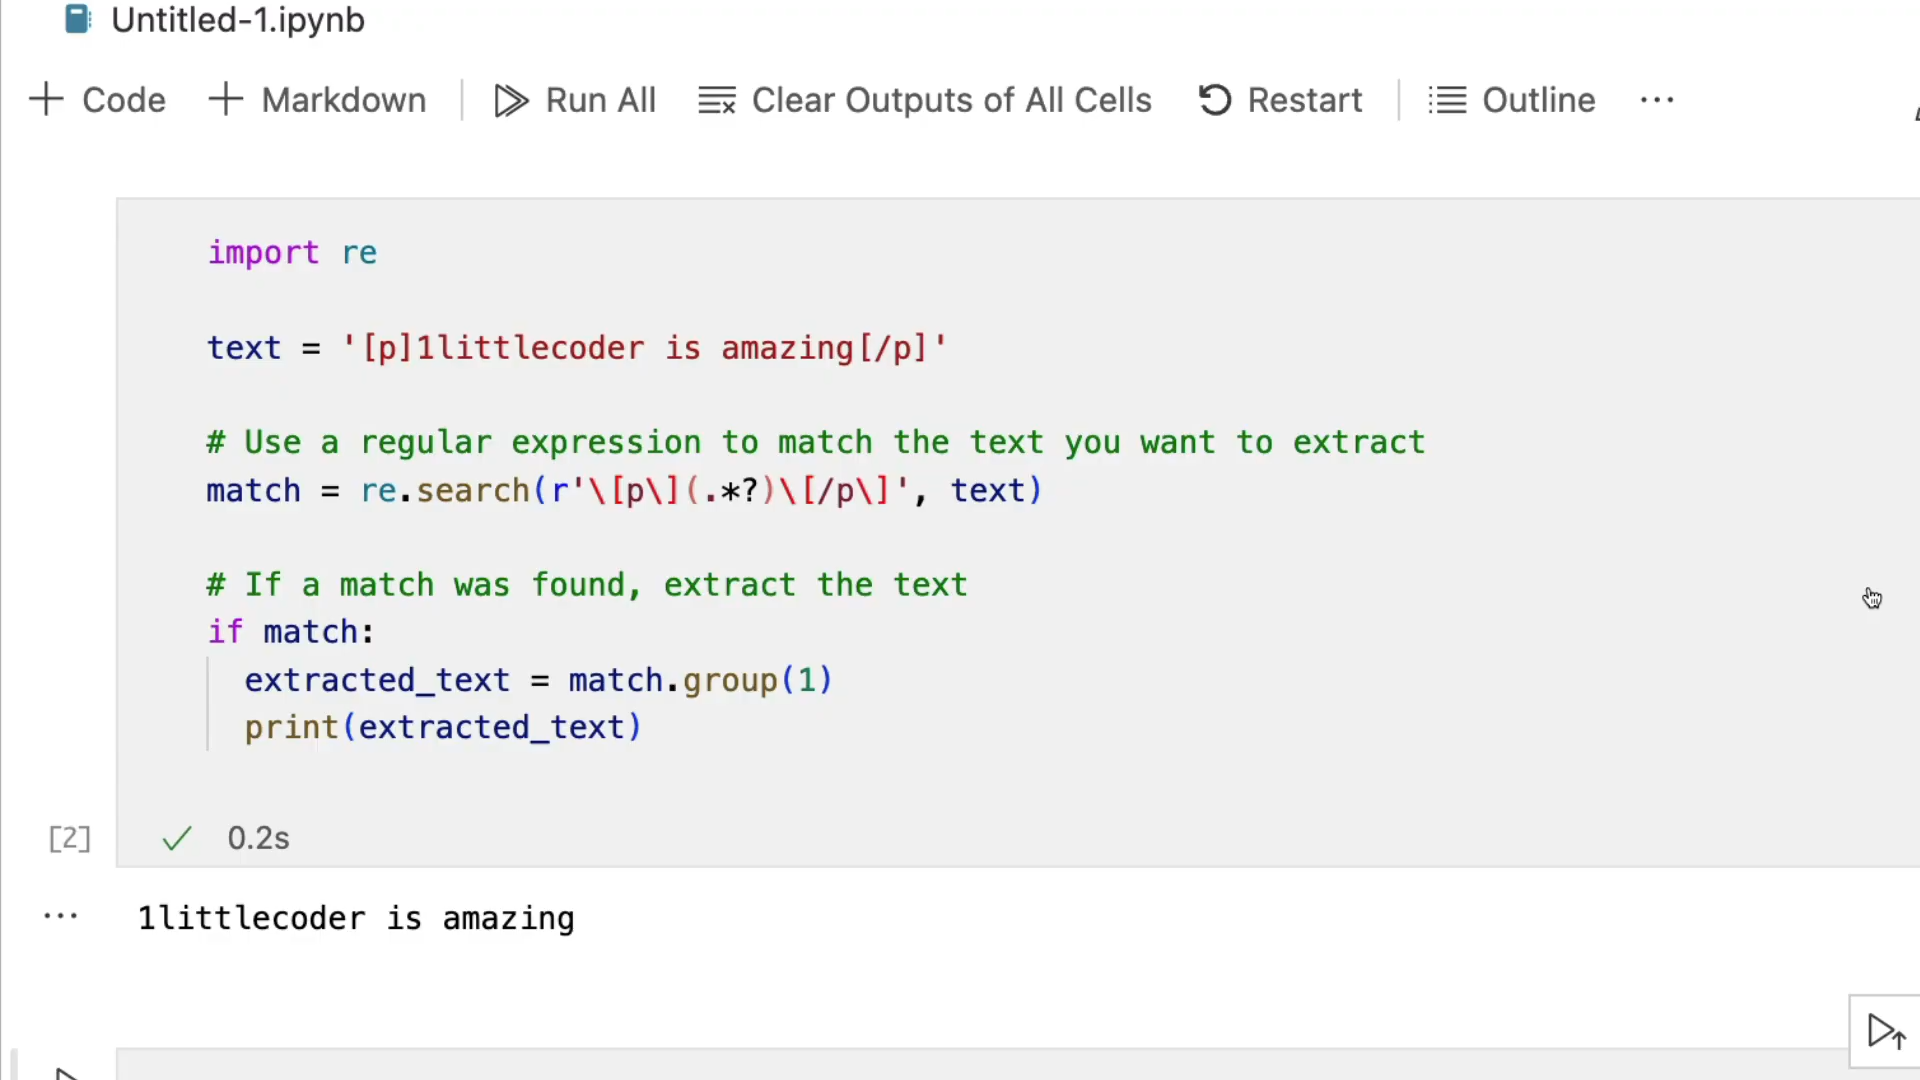 Untitled-1.ipynb
Code Markdown Run All Clear Outputs of All Cells Restart Outline ...
import re
text = '[p]1littlecoder is amazing[/p]'
# Use a regular expression to match the text you want to extract
match = re.search(r'\[p\](.*?)\[/p\]', text)
# If a match was found, extract the text
if match:
  extracted_text = match.group(1)
  print(extracted_text)
[2] 0.2s
... 1littlecoder is amazing